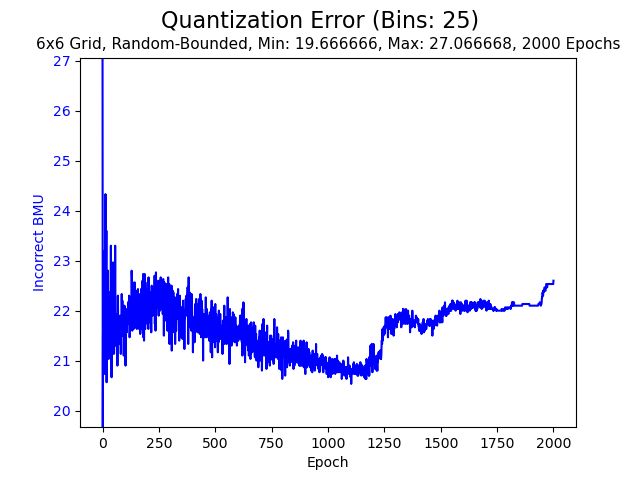 Quantization Error (Bins: 25)
6x6 Grid, Random-Bounded, Min: 19.666666, Max: 27.066668, 2000 Epochs
27
26
25
24
23
22
21
20
Incorrect BMU
0 250 500 750 1000 1250 1500 1750 2000
Epoch